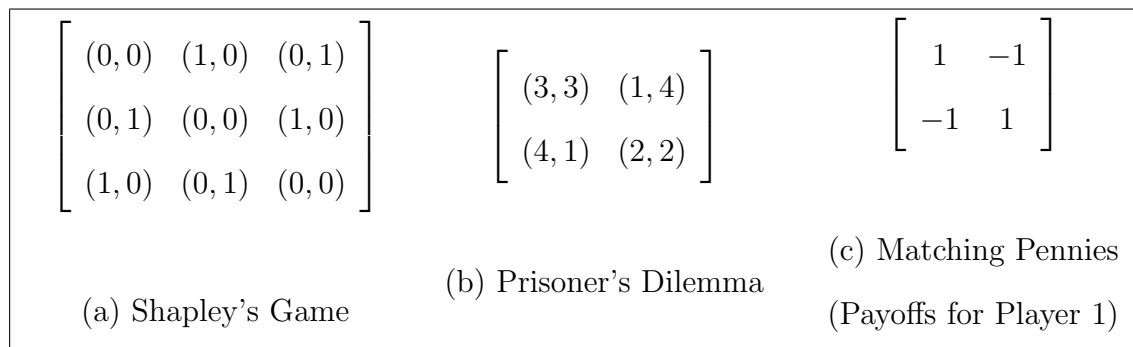 (0, 0) (1, 0) (0, 1)
(0, 1) (0, 0) (1, 0)
(1, 0) (0, 1) (0, 0)
(a) Shapley's Game
(3, 3) (1, 4)
(4, 1) (2, 2)
(b) Prisoner's Dilemma
1 −1
−1 1
(c) Matching Pennies
(Payoffs for Player 1)